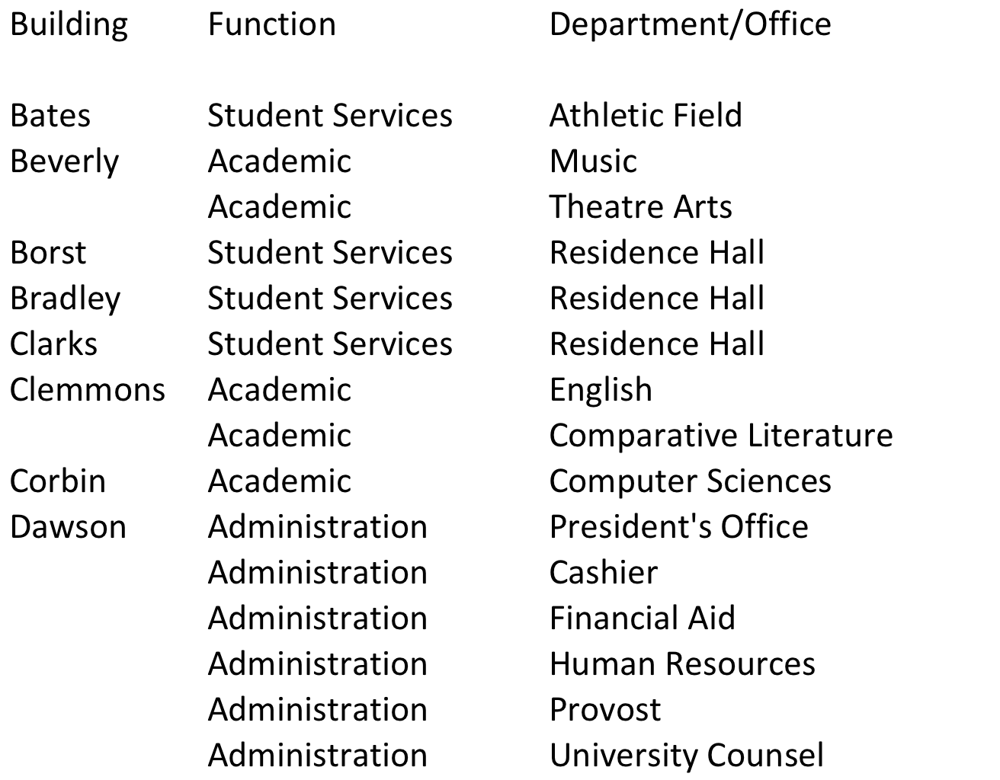 Building Function Department/Office
Bates Student Services Athletic Field
Beverly Academic Music
Academic Theatre Arts
Borst Student Services Residence Hall
Bradley Student Services Residence Hall
Clarks Student Services Residence Hall
Clemmons Academic English
Academic Comparative Literature
Corbin Academic Computer Sciences
Dawson Administration President's Office
Administration Cashier
Administration Financial Aid
Administration Human Resources
Administration Provost
Administration University Counsel